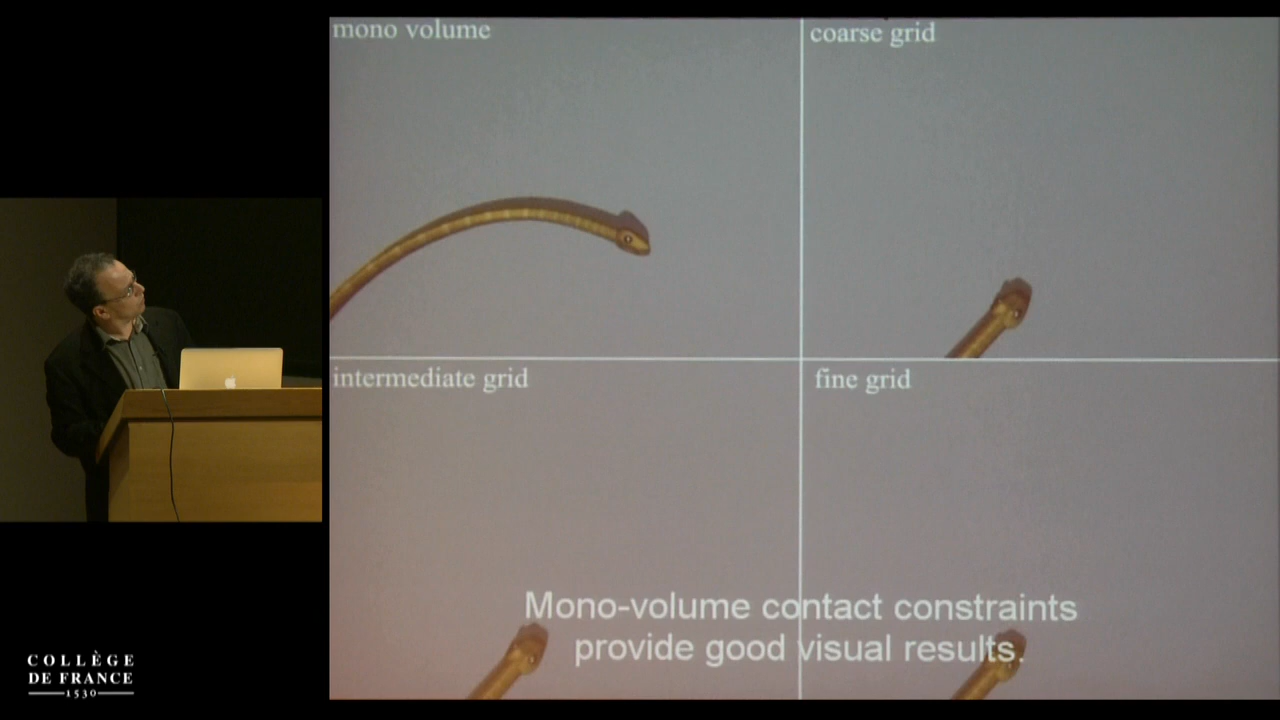 mono volume
coarse grid
intermediate grid
fine grid
Mono-volume contact constraints
provide good visual results.
COLLÈGE
DE FRANCE
1530